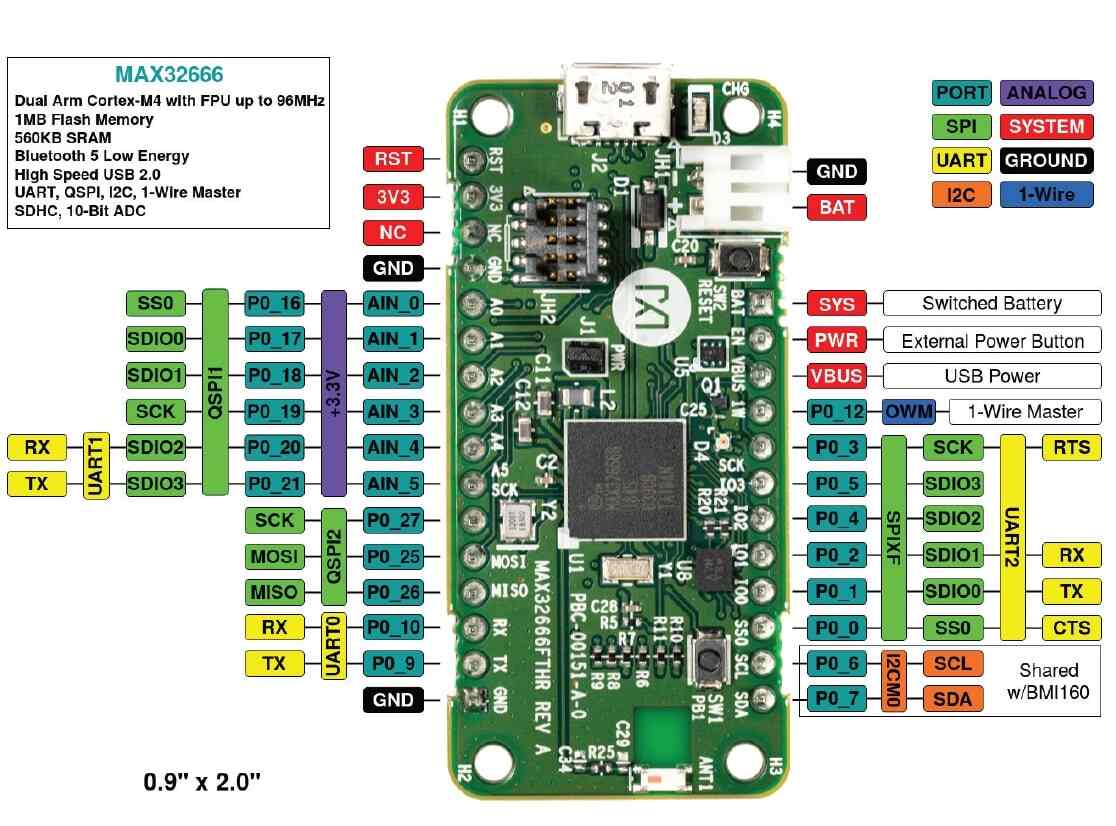 MAX32666
Dual Arm Cortex-M4 with FPU up to 96MHz
1MB Flash Memory
560KB SRAM
Bluetooth 5 Low Energy
High Speed USB 2.0
UART, QSPI, I2C, 1-Wire Master
SDHC, 10-Bit ADC
PORT ANALOG
SPI SYSTEM
UART GROUND
I2C 1-Wire
RST
3V3
NC
GND
SS0 P0_16 AIN_0
SDIO0 P0_17 AIN_1
SDIO1 P0_18 AIN_2
SCK P0_19 AIN_3
RX SDIO2 P0_20 AIN_4
TX SDIO3 P0_21 AIN_5
UART1
QSPI1
+3.3V
SCK P0_27
MOSI P0_25
MISO P0_26
QSPI2
RX P0_10
TX P0_9
UART0
GND
0.9" x 2.0"
H1
CHG
H4
D3
J2
JH1
D1
+
-
RST
3V3
NC
GND
JH2
C20
SW2
RESET
BAT
EN
VBUS
1W
A0
A1
A2
A3
A4
A5
SCK
MOSI
MISO
RX
TX
GND
J1
PWR
U5
Q1
C11
C12
L2
C25
D4
C2
Y2
SCK
IO3
IO2
IO1
IO0
SS0
SCL
SDA
R20
R21
U1
Y1
U8
C28
R5
R7
R11
R10
R9
R8
R6
MAX32666FTHR REV A
PBC-00151-A-0
SW1
PB1
C29
R25
C34
ANT1
H2
H3
GND
BAT
SYS Switched Battery
PWR External Power Button
VBUS USB Power
P0_12 OWM 1-Wire Master
P0_3 SCK RTS
P0_5 SDIO3
P0_4 SDIO2
P0_2 SDIO1 RX
P0_1 SDIO0 TX
P0_0 SS0 CTS
SPIXF
UART2
P0_6 SCL
P0_7 SDA
I2CM0
Shared
w/BMI160